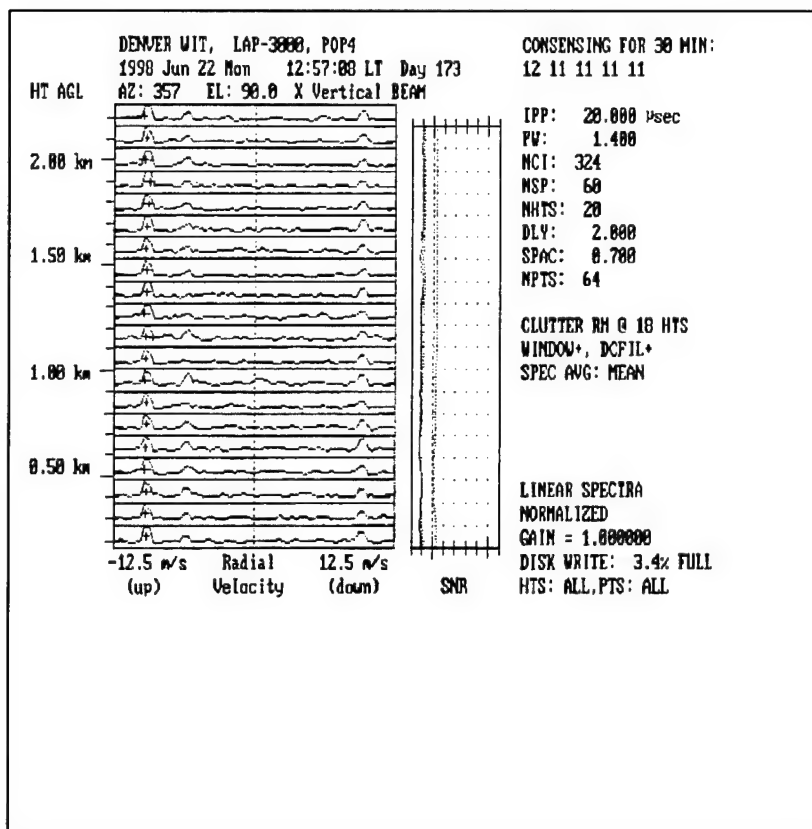 DENVER WIT, LAP-3000, POP4
1998 Jun 22 Mon 12:57:08 LT Day 173
HT AGL AZ: 357 EL: 90.0 X Vertical BEAM
2.00 km
1.50 km
1.00 km
0.50 km
-12.5 m/s Radial 12.5 m/s
(up) Velocity (down) SNR
CONSENSING FOR 30 MIN:
12 11 11 11 11
IPP: 20.000 µsec
PW: 1.400
NCI: 324
NSP: 60
NHTS: 20
DLY: 2.000
SPAC: 0.700
NPTS: 64
CLUTTER RM @ 18 HTS
WINDOW+, DCFIL+
SPEC AVG: MEAN
LINEAR SPECTRA
NORMALIZED
GAIN = 1.000000
DISK WRITE: 3.4% FULL
HTS: ALL,PTS: ALL